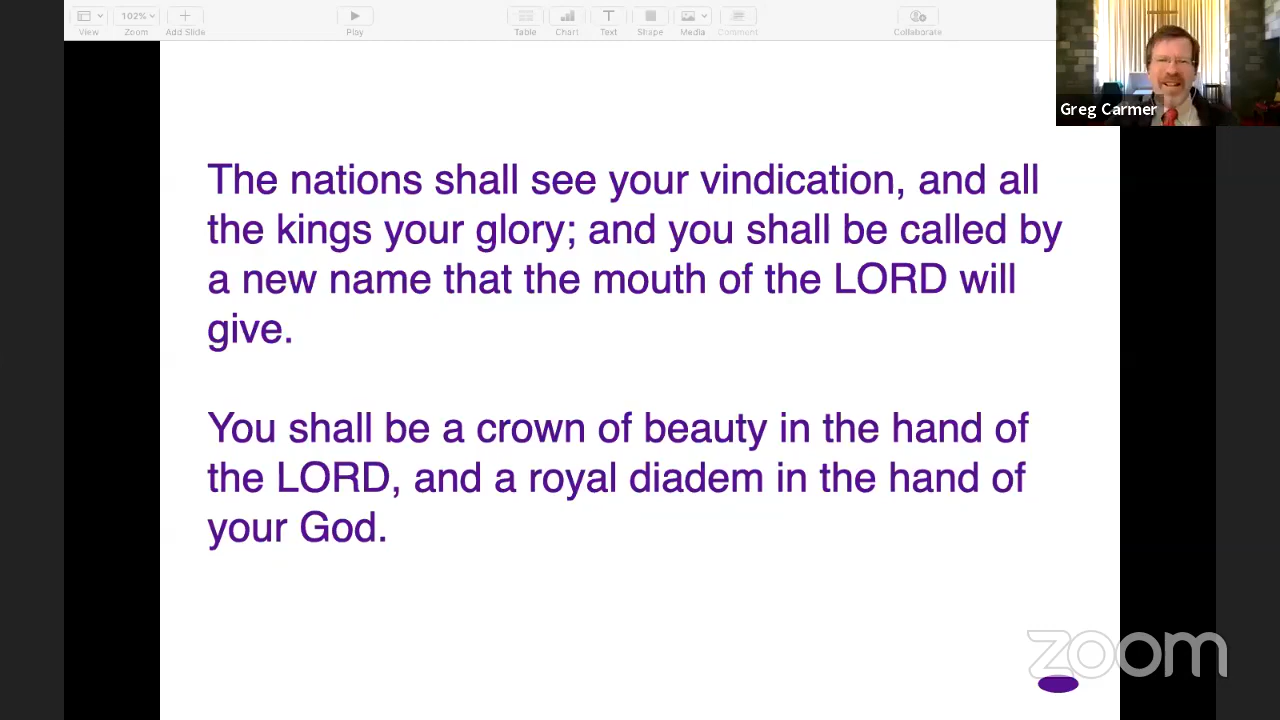 102%
View
Zoom
Add Slide
Play
Table
Chart
Text
Shape
Media
Comment
Collaborate
Greg Carmer
The nations shall see your vindication, and all
the kings your glory; and you shall be called by
a new name that the mouth of the LORD will
give.
You shall be a crown of beauty in the hand of
the LORD, and a royal diadem in the hand of
your God.
zoom